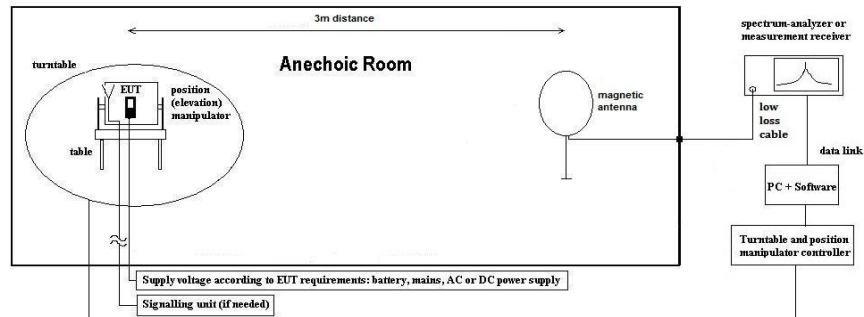 3m distance
spectrum-analyzer or
measurement receiver
Anechoic Room
turntable
EUT
position
(elevation)
manipulator
magnetic
antenna
low
loss
cable
table
data link
PC + Software
Turntable and position
manipulator controller
Supply voltage according to EUT requirements: battery, mains, AC or DC power supply
Signalling unit (if needed)